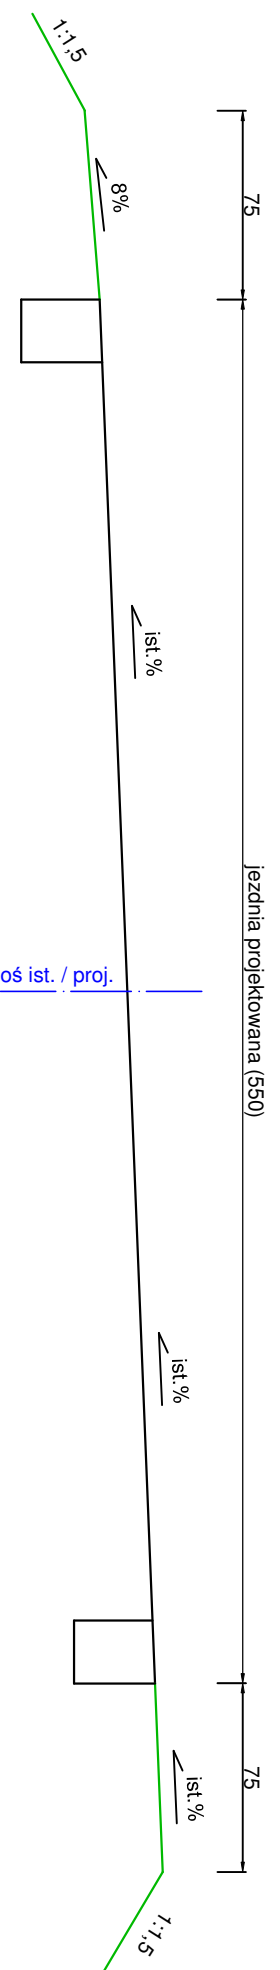 75
jezdnia projektowana (550)
75
1:1,5
8%
ist.%
oś ist. / proj.
ist.%
ist.%
1:1,5